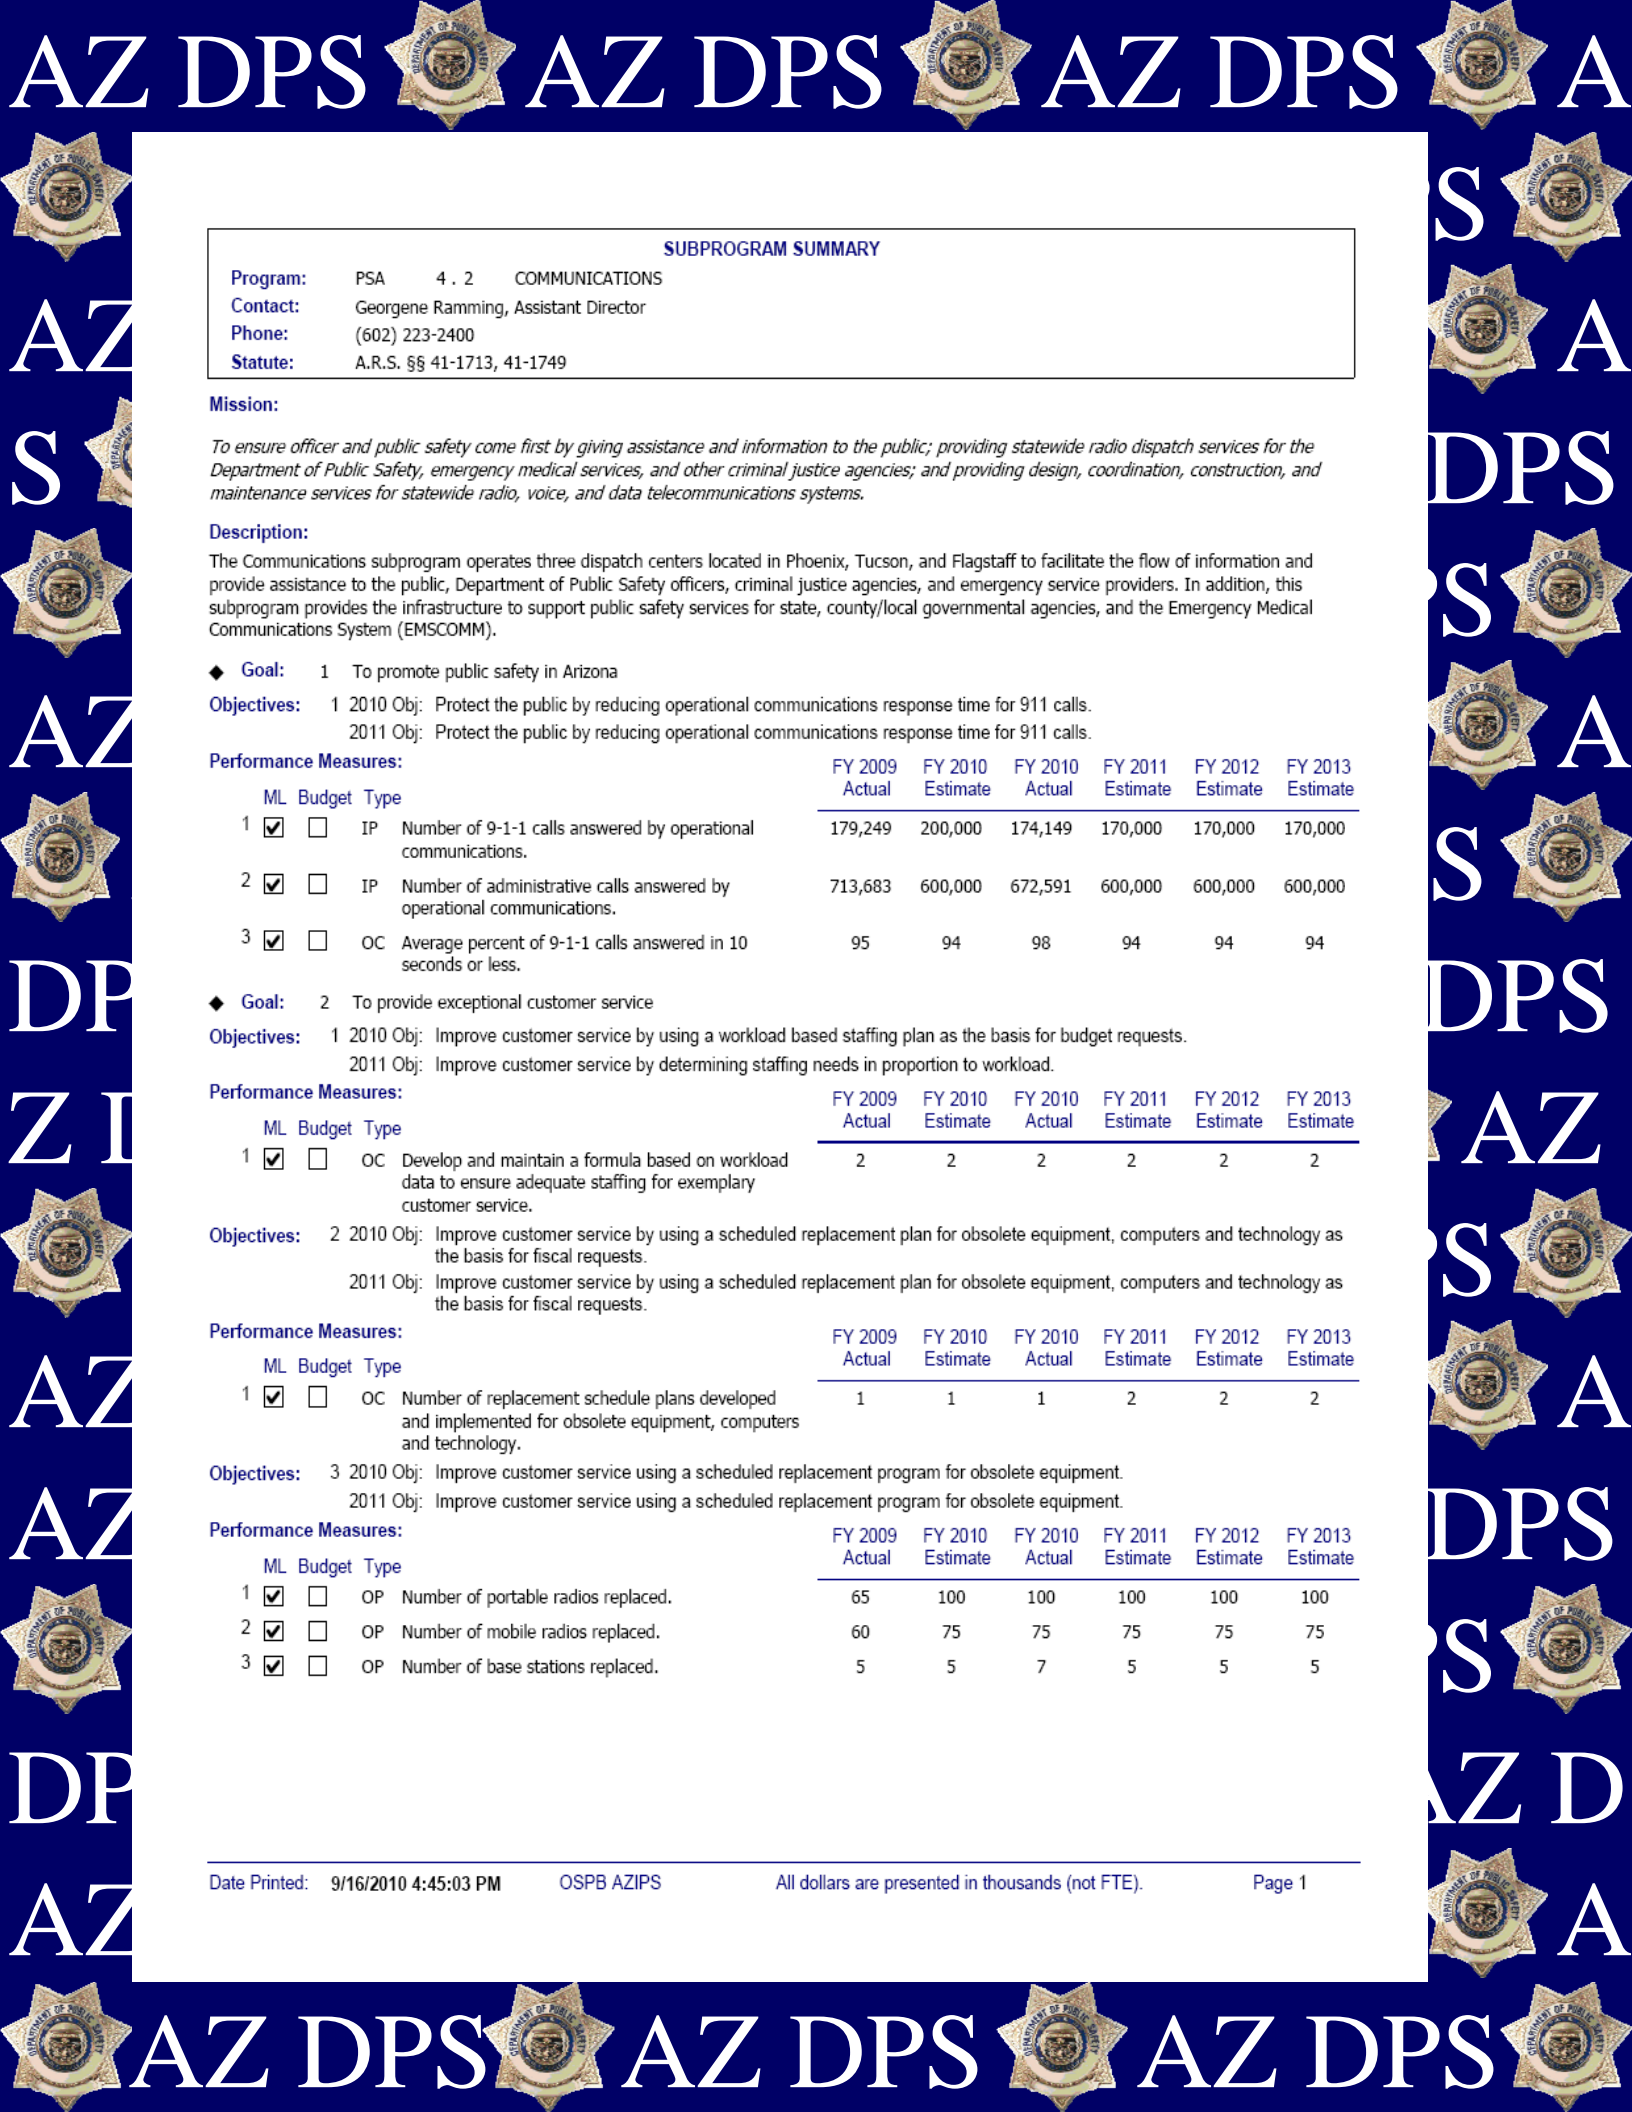 AZ DPS AZ DPS AZ DPS A
S
SUBPROGRAM SUMMARY
Program: PSA 4 . 2 COMMUNICATIONS
Contact: Georgene Ramming, Assistant Director
Phone: (602) 223-2400
Statute: A.R.S. §§ 41-1713, 41-1749
AZ A
Mission:
To ensure officer and public safety come first by giving assistance and information to the public; providing statewide radio dispatch services for the
Department of Public Safety, emergency medical services, and other criminal justice agencies; and providing design, coordination, construction, and
maintenance services for statewide radio, voice, and data telecommunications systems.
S DPS
Description:
The Communications subprogram operates three dispatch centers located in Phoenix, Tucson, and Flagstaff to facilitate the flow of information and
provide assistance to the public, Department of Public Safety officers, criminal justice agencies, and emergency service providers. In addition, this
subprogram provides the infrastructure to support public safety services for state, county/local governmental agencies, and the Emergency Medical
Communications System (EMSCOMM).
PS
◆ Goal: 1 To promote public safety in Arizona
Objectives: 1 2010 Obj: Protect the public by reducing operational communications response time for 911 calls.
2011 Obj: Protect the public by reducing operational communications response time for 911 calls.
AZ A
Performance Measures:
FY 2009 FY 2010 FY 2010 FY 2011 FY 2012 FY 2013
Actual Estimate Actual Estimate Estimate Estimate
ML Budget Type
1 IP Number of 9-1-1 calls answered by operational 179,249 200,000 174,149 170,000 170,000 170,000
communications.
2 IP Number of administrative calls answered by 713,683 600,000 672,591 600,000 600,000 600,000
operational communications.
S
3 OC Average percent of 9-1-1 calls answered in 10 95 94 98 94 94 94
seconds or less.
DP DPS
◆ Goal: 2 To provide exceptional customer service
Objectives: 1 2010 Obj: Improve customer service by using a workload based staffing plan as the basis for budget requests.
2011 Obj: Improve customer service by determining staffing needs in proportion to workload.
Performance Measures:
FY 2009 FY 2010 FY 2010 FY 2011 FY 2012 FY 2013
Actual Estimate Actual Estimate Estimate Estimate
ML Budget Type
Z D AZ
1 OC Develop and maintain a formula based on workload 2 2 2 2 2 2
data to ensure adequate staffing for exemplary
customer service.
Objectives: 2 2010 Obj: Improve customer service by using a scheduled replacement plan for obsolete equipment, computers and technology as
the basis for fiscal requests.
PS
2011 Obj: Improve customer service by using a scheduled replacement plan for obsolete equipment, computers and technology as
the basis for fiscal requests.
Performance Measures:
FY 2009 FY 2010 FY 2010 FY 2011 FY 2012 FY 2013
Actual Estimate Actual Estimate Estimate Estimate
ML Budget Type
AZ A
1 OC Number of replacement schedule plans developed 1 1 1 2 2 2
and implemented for obsolete equipment, computers
and technology.
Objectives: 3 2010 Obj: Improve customer service using a scheduled replacement program for obsolete equipment.
2011 Obj: Improve customer service using a scheduled replacement program for obsolete equipment.
AZ DPS
Performance Measures:
FY 2009 FY 2010 FY 2010 FY 2011 FY 2012 FY 2013
Actual Estimate Actual Estimate Estimate Estimate
ML Budget Type
1 OP Number of portable radios replaced. 65 100 100 100 100 100
2 OP Number of mobile radios replaced. 60 75 75 75 75 75
3 OP Number of base stations replaced. 5 5 7 5 5 5
PS
DP AZ D
Date Printed: 9/16/2010 4:45:03 PM OSPB AZIPS All dollars are presented in thousands (not FTE). Page 1
AZ A
AZ DPS AZ DPS AZ DPS